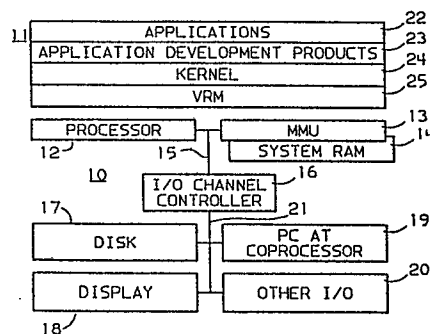 11 APPLICATIONS 22
APPLICATION DEVELOPMENT PRODUCTS 23
KERNEL 24
VRM 25
PROCESSOR MMU 13
SYSTEM RAM 14
12 15
10 I/O CHANNEL CONTROLLER 16
17 21
DISK PC AT COPROCESSOR 19
DISPLAY OTHER I/O 20
18